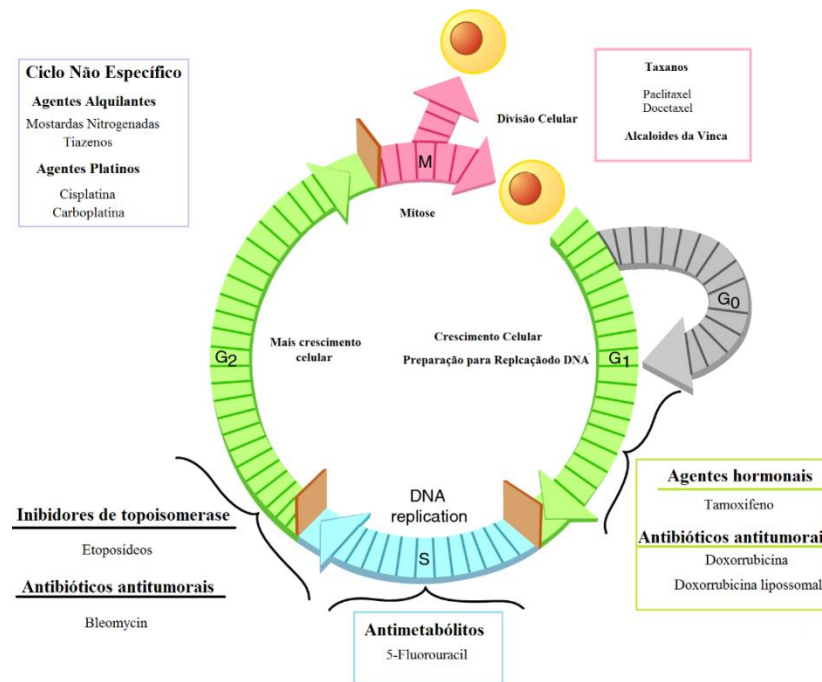 Ciclo Não Específico
Agentes Alquilantes
Mostardas Nitrogenadas
Tiazenos
Agentes Platinos
Cisplatina
Carboplatina
Divisão Celular
Taxanos
Paclitaxel
Docetaxel
Alcaloides da Vinca
M
Mitose
G0
G2
Mais crescimento
celular
Crescimento Celular
Preparação para Replcaçãodo DNA
G1
DNA
replication
S
Inibidores de topoisomerase
Etoposídeos
Antibióticos antitumorais
Bleomycin
Antimetabólitos
5-Fluorouracil
Agentes hormonais
Tamoxifeno
Antibióticos antitumorais
Doxorrubicina
Doxorrubicina lipossomal